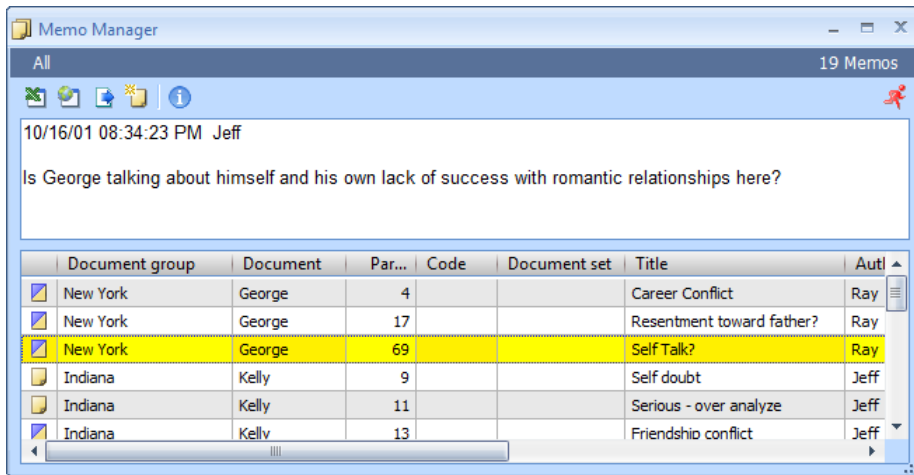 Memo Manager
All 19 Memos
10/16/01 08:34:23 PM Jeff
Is George talking about himself and his own lack of success with romantic relationships here?
Document group Document Par... Code Document set Title Autl
New York George 4 Career Conflict Ray
New York George 17 Resentment toward father? Ray
New York George 69 Self Talk? Ray
Indiana Kelly 9 Self doubt Jeff
Indiana Kelly 11 Serious - over analyze Jeff
Indiana Kelly 13 Friendship conflict Jeff